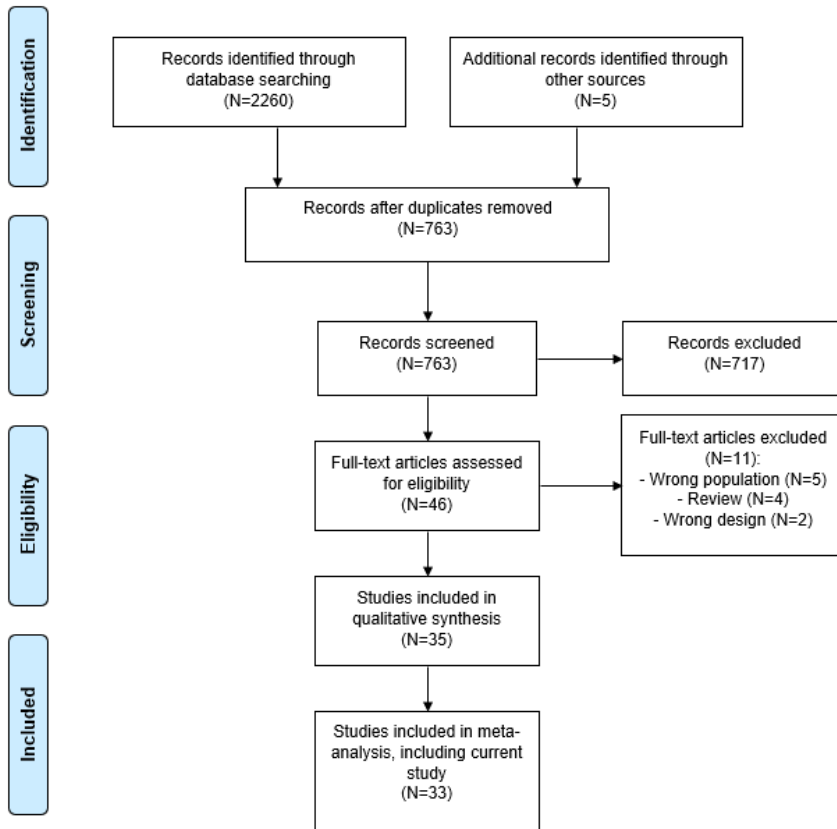 Identification
Records identified through
database searching
(N=2260)
Additional records identified through
other sources
(N=5)
Records after duplicates removed
(N=763)
Screening
Records screened
(N=763)
Records excluded
(N=717)
Eligibility
Full-text articles assessed
for eligibility
(N=46)
Full-text articles excluded
(N=11):
- Wrong population (N=5)
- Review (N=4)
- Wrong design (N=2)
Studies included in
qualitative synthesis
(N=35)
Included
Studies included in meta-
analysis, including current
study
(N=33)